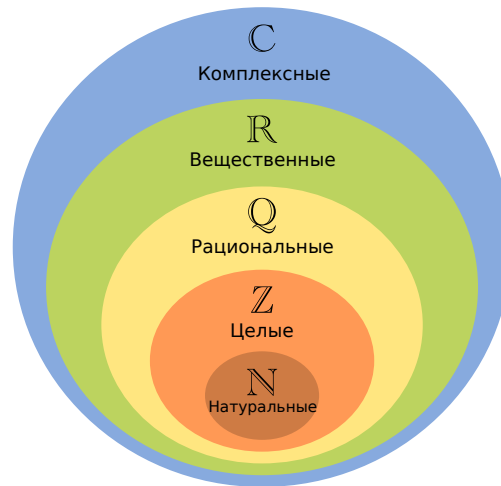 ℂ
Комплексные
ℝ
Вещественные
ℚ
Рациональные
ℤ
Целые
ℕ
Натуральные